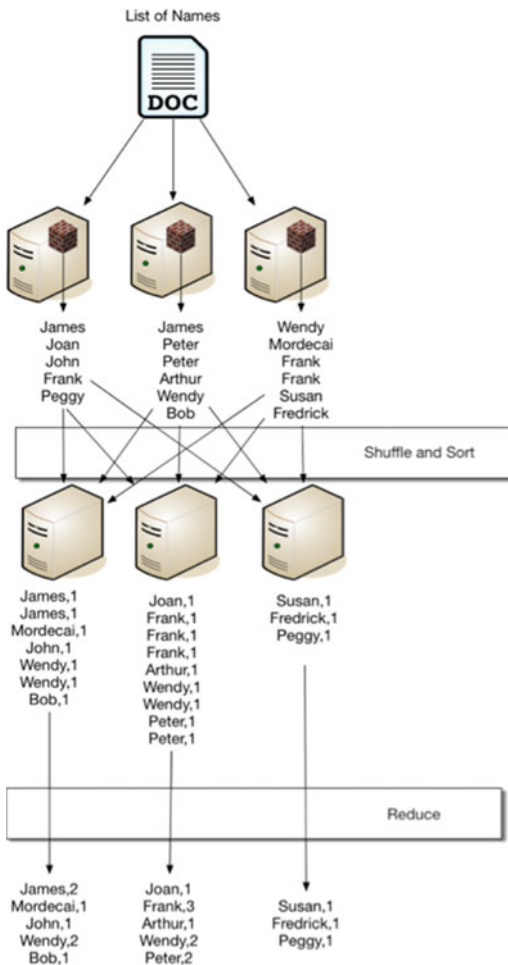 List of Names
DOC
James
Joan
John
Frank
Peggy
James
Peter
Peter
Arthur
Wendy
Bob
Wendy
Mordecai
Frank
Frank
Susan
Fredrick
Shuffle and Sort
James,1
James,1
Mordecai,1
John,1
Wendy,1
Wendy,1
Bob,1
Joan,1
Frank,1
Frank,1
Frank,1
Arthur,1
Wendy,1
Wendy,1
Peter,1
Peter,1
Susan,1
Fredrick,1
Peggy,1
Reduce
James,2
Mordecai,1
John,1
Wendy,2
Bob,1
Joan,1
Frank,3
Arthur,1
Wendy,2
Peter,2
Susan,1
Fredrick,1
Peggy,1